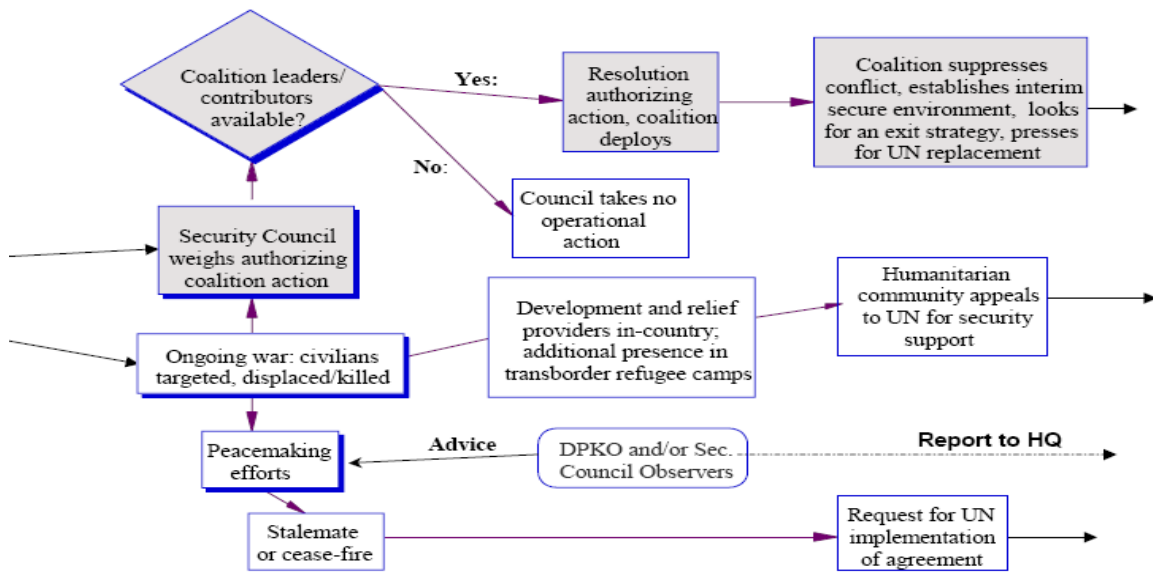 Coalition leaders/
contributors
available?
Yes:
Resolution
authorizing
action, coalition
deploys
Coalition suppresses
conflict, establishes interim
secure environment, looks
for an exit strategy, presses
for UN replacement
No:
Council takes no
operational
action
Security Council
weighs authorizing
coalition action
Humanitarian
community appeals
to UN for security
support
Development and relief
providers in-country;
additional presence in
transborder refugee camps
Ongoing war: civilians
targeted, displaced/killed
Peacemaking
efforts
Advice
DPKO and/or Sec.
Council Observers
Report to HQ
Stalemate
or cease-fire
Request for UN
implementation
of agreement